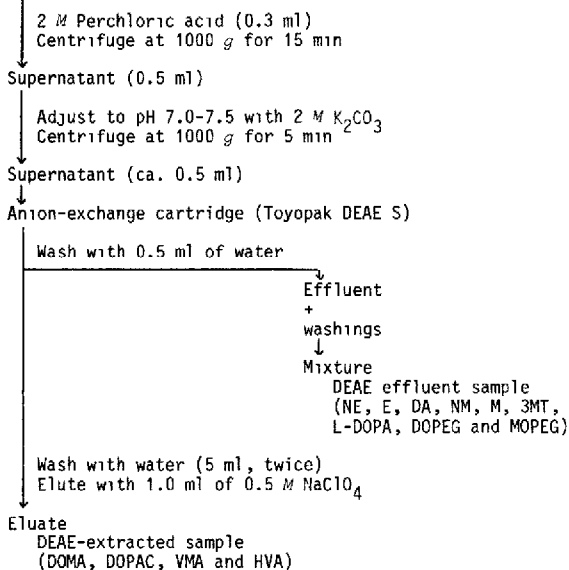 2 M Perchloric acid (0.3 ml)
Centrifuge at 1000 g for 15 min
Supernatant (0.5 ml)
Adjust to pH 7.0-7.5 with 2 M K₂CO₃
Centrifuge at 1000 g for 5 min
Supernatant (ca. 0.5 ml)
Anion-exchange cartridge (Toyopak DEAE S)
Wash with 0.5 ml of water
Effluent
+
washings
Mixture
DEAE effluent sample
(NE, E, DA, NM, M, 3MT,
L-DOPA, DOPEG and MOPEG)
Wash with water (5 ml, twice)
Elute with 1.0 ml of 0.5 M NaClO₄
Eluate
DEAE-extracted sample
(DOMA, DOPAC, VMA and HVA)